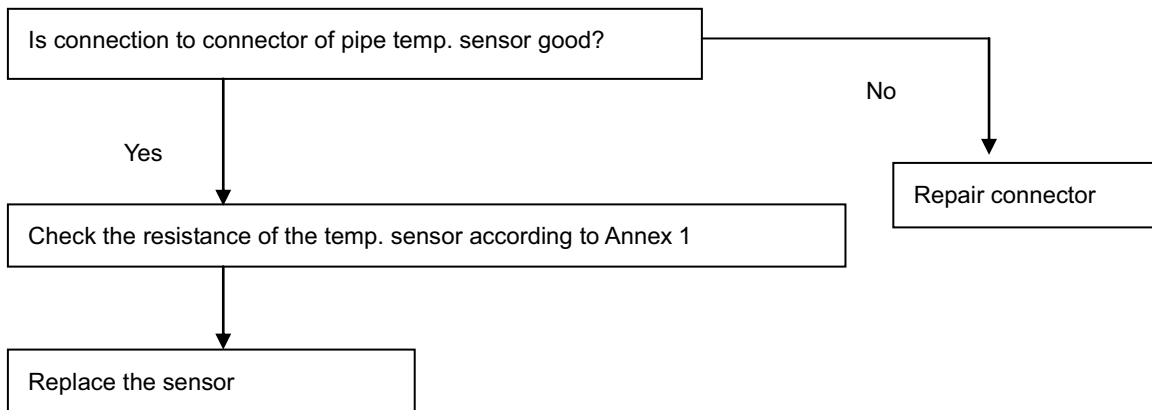 Is connection to connector of pipe temp. sensor good?
No
Yes
Repair connector
Check the resistance of the temp. sensor according to Annex 1
Replace the sensor